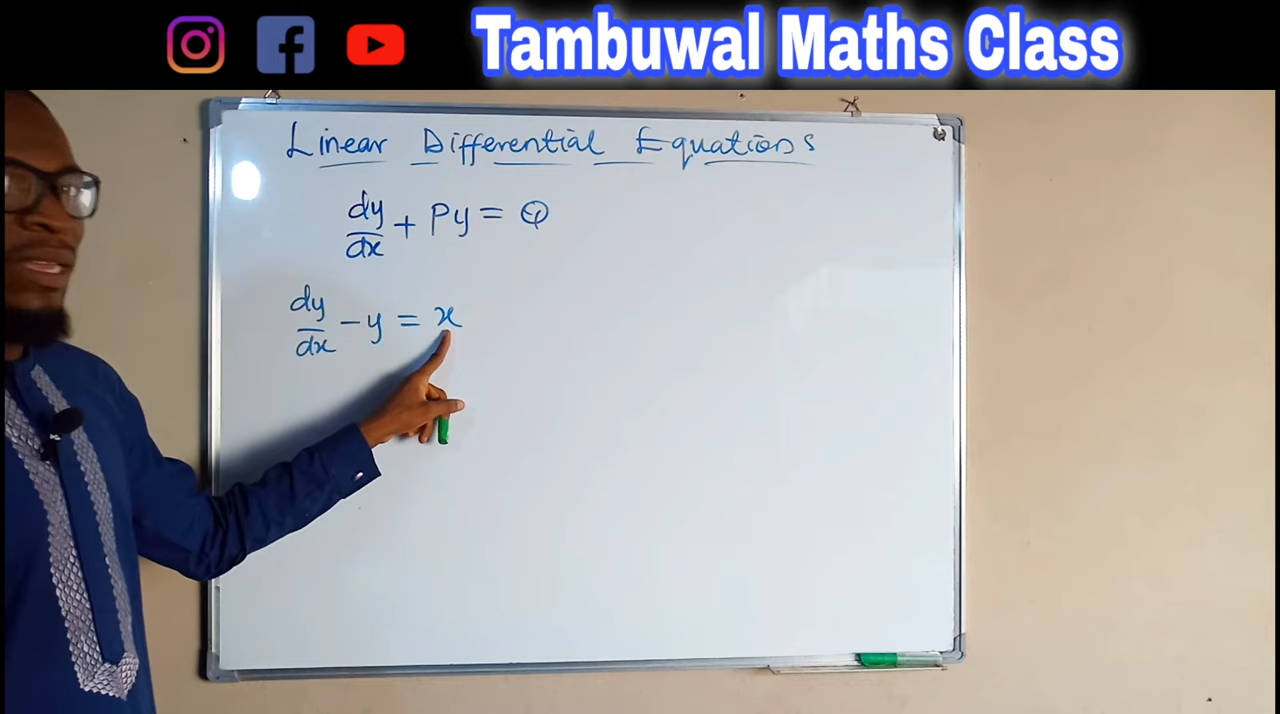 Tambuwal Maths Class
Linear Differential Equations
dy/dx + Py = Q
dy/dx - y = x